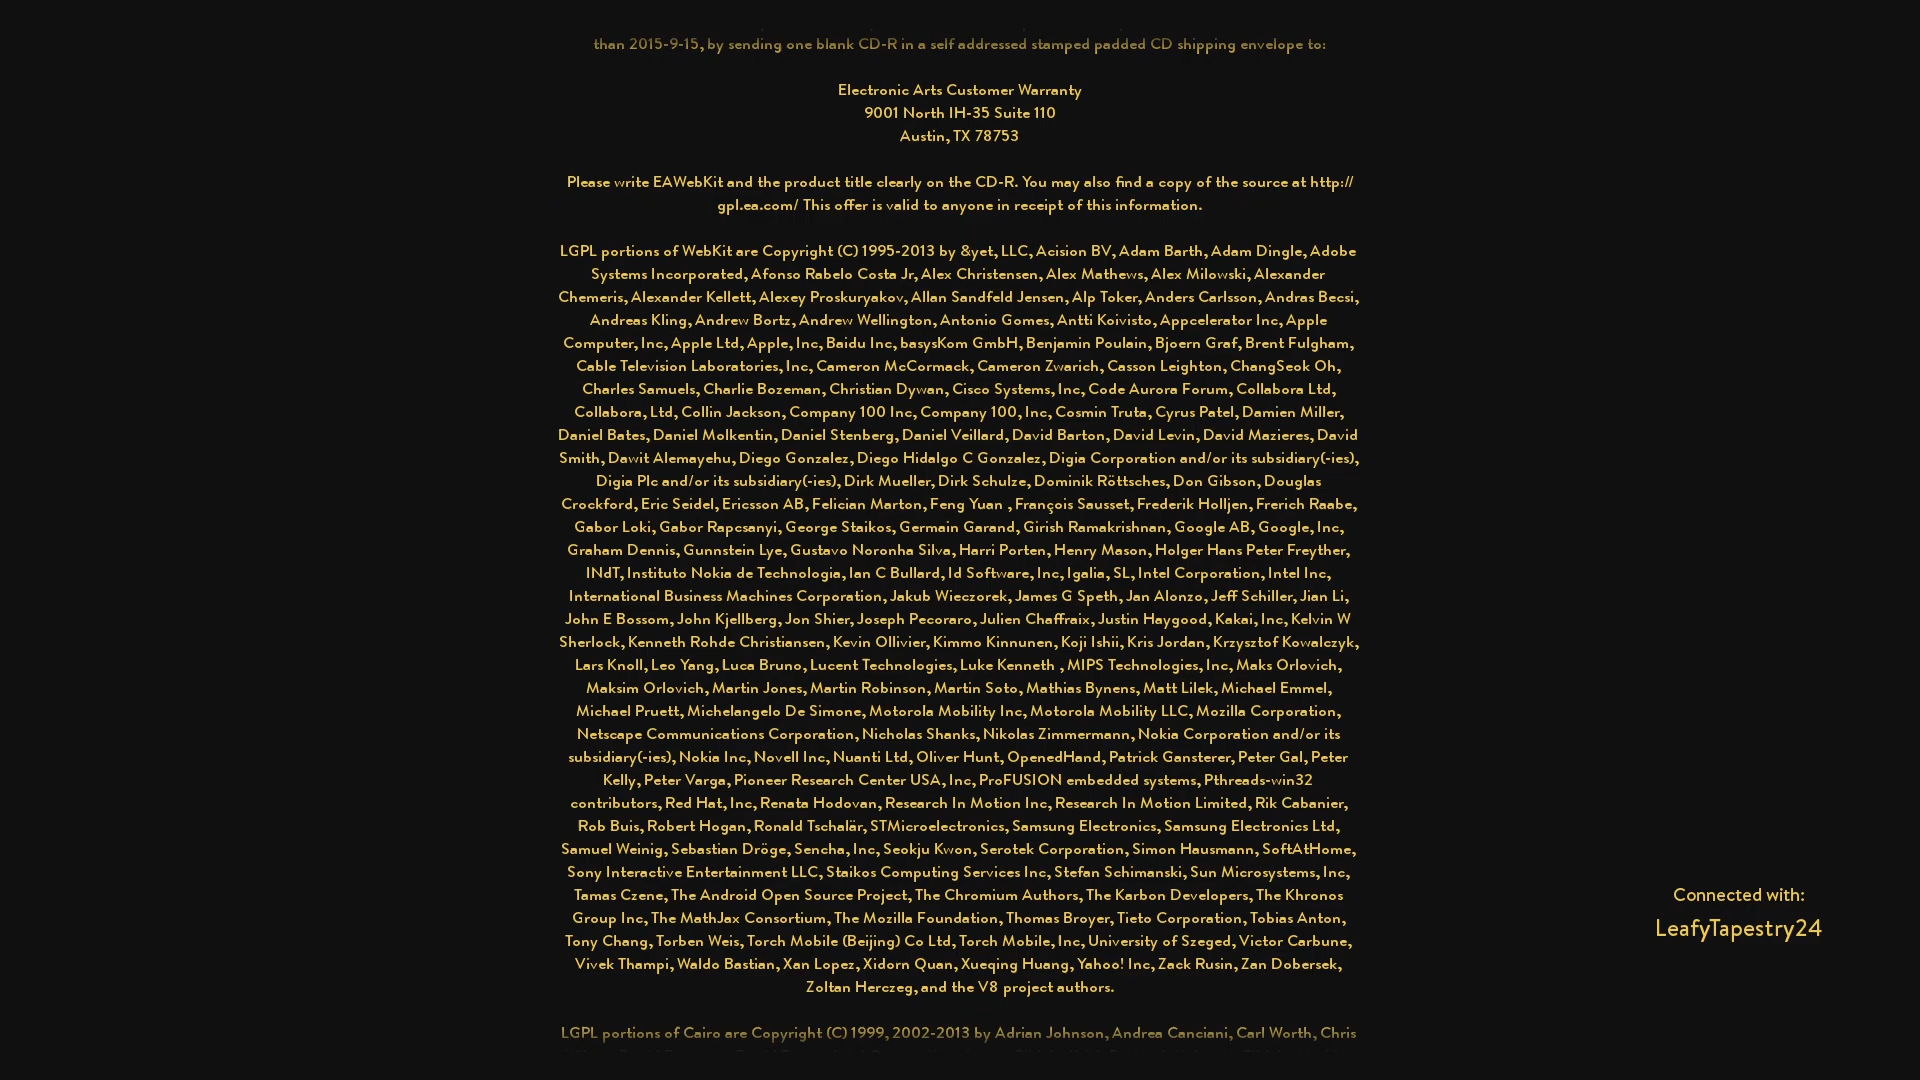 than 2015-9-15, by sending one blank CD-R in a self addressed stamped padded CD shipping envelope to:
Electronic Arts Customer Warranty
9001 North IH-35 Suite 110
Austin, TX 78753
Please write EAWebKit and the product title clearly on the CD-R. You may also find a copy of the source at http://
gpl.ea.com/ This offer is valid to anyone in receipt of this information.
LGPL portions of WebKit are Copyright (C) 1995-2013 by &yet, LLC, Acision BV, Adam Barth, Adam Dingle, Adobe
Systems Incorporated, Afonso Rabelo Costa Jr, Alex Christensen, Alex Mathews, Alex Milowski, Alexander
Chemeris, Alexander Kellett, Alexey Proskuryakov, Allan Sandfeld Jensen, Alp Toker, Anders Carlsson, Andras Becsi,
Andreas Kling, Andrew Bortz, Andrew Wellington, Antonio Gomes, Antti Koivisto, Appcelerator Inc, Apple
Computer, Inc, Apple Ltd, Apple, Inc, Baidu Inc, basysKom GmbH, Benjamin Poulain, Bjoern Graf, Brent Fulgham,
Cable Television Laboratories, Inc, Cameron McCormack, Cameron Zwarich, Casson Leighton, ChangSeok Oh,
Charles Samuels, Charlie Bozeman, Christian Dywan, Cisco Systems, Inc, Code Aurora Forum, Collabora Ltd,
Collabora, Ltd, Collin Jackson, Company 100 Inc, Company 100, Inc, Cosmin Truta, Cyrus Patel, Damien Miller,
Daniel Bates, Daniel Molkentin, Daniel Stenberg, Daniel Veillard, David Barton, David Levin, David Mazieres, David
Smith, Dawit Alemayehu, Diego Gonzalez, Diego Hidalgo C Gonzalez, Digia Corporation and/or its subsidiary(-ies),
Digia Plc and/or its subsidiary(-ies), Dirk Mueller, Dirk Schulze, Dominik Röttsches, Don Gibson, Douglas
Crockford, Eric Seidel, Ericsson AB, Felician Marton, Feng Yuan , François Sausset, Frederik Holljen, Frerich Raabe,
Gabor Loki, Gabor Rapcsanyi, George Staikos, Germain Garand, Girish Ramakrishnan, Google AB, Google, Inc,
Graham Dennis, Gunnstein Lye, Gustavo Noronha Silva, Harri Porten, Henry Mason, Holger Hans Peter Freyther,
INdT, Instituto Nokia de Technologia, Ian C Bullard, Id Software, Inc, Igalia, SL, Intel Corporation, Intel Inc,
International Business Machines Corporation, Jakub Wieczorek, James G Speth, Jan Alonzo, Jeff Schiller, Jian Li,
John E Bossom, John Kjellberg, Jon Shier, Joseph Pecoraro, Julien Chaffraix, Justin Haygood, Kakai, Inc, Kelvin W
Sherlock, Kenneth Rohde Christiansen, Kevin Ollivier, Kimmo Kinnunen, Koji Ishii, Kris Jordan, Krzysztof Kowalczyk,
Lars Knoll, Leo Yang, Luca Bruno, Lucent Technologies, Luke Kenneth , MIPS Technologies, Inc, Maks Orlovich,
Maksim Orlovich, Martin Jones, Martin Robinson, Martin Soto, Mathias Bynens, Matt Lilek, Michael Emmel,
Michael Pruett, Michelangelo De Simone, Motorola Mobility Inc, Motorola Mobility LLC, Mozilla Corporation,
Netscape Communications Corporation, Nicholas Shanks, Nikolas Zimmermann, Nokia Corporation and/or its
subsidiary(-ies), Nokia Inc, Novell Inc, Nuanti Ltd, Oliver Hunt, OpenedHand, Patrick Gansterer, Peter Gal, Peter
Kelly, Peter Varga, Pioneer Research Center USA, Inc, ProFUSION embedded systems, Pthreads-win32
contributors, Red Hat, Inc, Renata Hodovan, Research In Motion Inc, Research In Motion Limited, Rik Cabanier,
Rob Buis, Robert Hogan, Ronald Tschalär, STMicroelectronics, Samsung Electronics, Samsung Electronics Ltd,
Samuel Weinig, Sebastian Dröge, Sencha, Inc, Seokju Kwon, Serotek Corporation, Simon Hausmann, SoftAtHome,
Sony Interactive Entertainment LLC, Staikos Computing Services Inc, Stefan Schimanski, Sun Microsystems, Inc,
Tamas Czene, The Android Open Source Project, The Chromium Authors, The Karbon Developers, The Khronos
Group Inc, The MathJax Consortium, The Mozilla Foundation, Thomas Broyer, Tieto Corporation, Tobias Anton,
Tony Chang, Torben Weis, Torch Mobile (Beijing) Co Ltd, Torch Mobile, Inc, University of Szeged, Victor Carbune,
Vivek Thampi, Waldo Bastian, Xan Lopez, Xidorn Quan, Xueqing Huang, Yahoo! Inc, Zack Rusin, Zan Dobersek,
Zoltan Herczeg, and the V8 project authors.
LGPL portions of Cairo are Copyright (C) 1999, 2002-2013 by Adrian Johnson, Andrea Canciani, Carl Worth, Chris
Connected with:
LeafyTapestry24